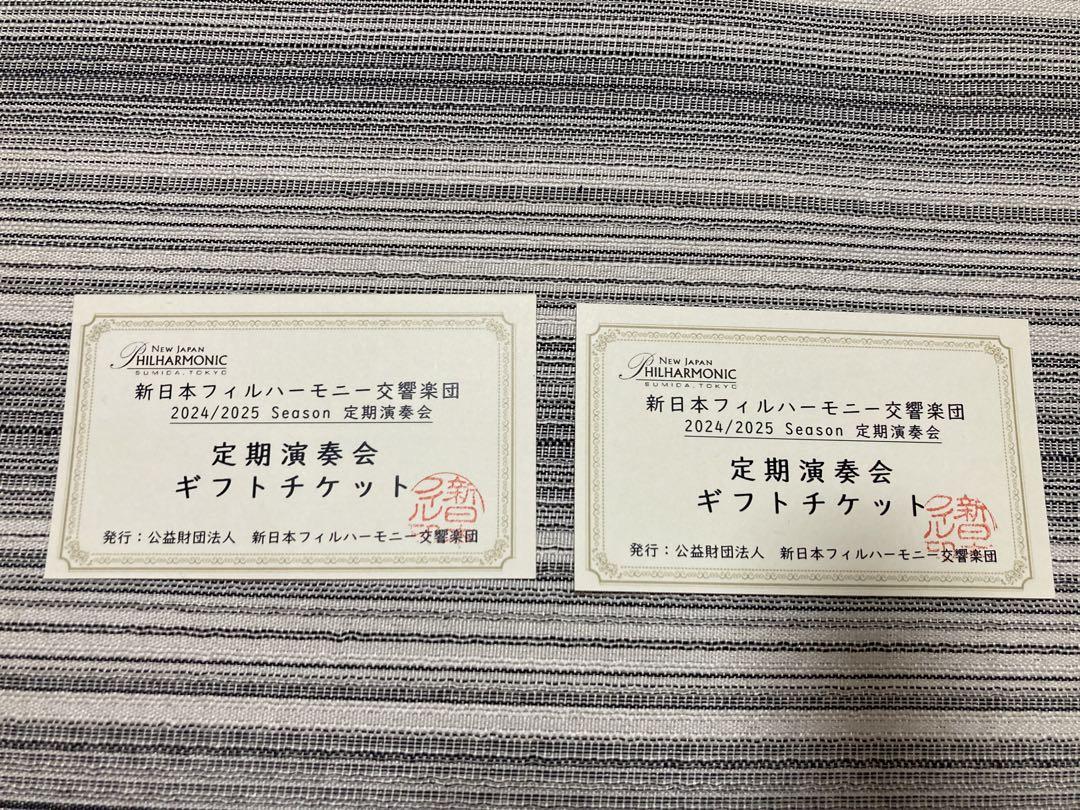 NEW JAPAN
PHILHARMONIC
SUMIDA, TOKYO
新日本フィルハーモニー交響楽団
2024/2025 Season 定期演奏会
定期演奏会
ギフトチケット
発行：公益財団法人 新日本フィルハーモニー交響楽団
NEW JAPAN
PHILHARMONIC
SUMIDA, TOKYO
新日本フィルハーモニー交響楽団
2024/2025 Season 定期演奏会
定期演奏会
ギフトチケット
発行：公益財団法人 新日本フィルハーモニー交響楽団